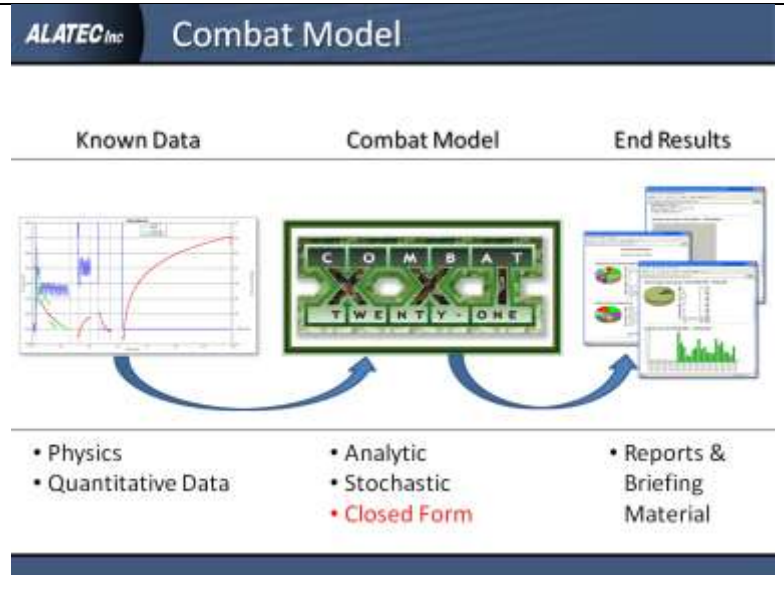 ALATEC Inc
Combat Model
Known Data
Combat Model
End Results
COMBAT
XXI
TWENTY-ONE
• Physics
• Quantitative Data
• Analytic
• Stochastic
• Closed Form
• Reports &
Briefing
Material